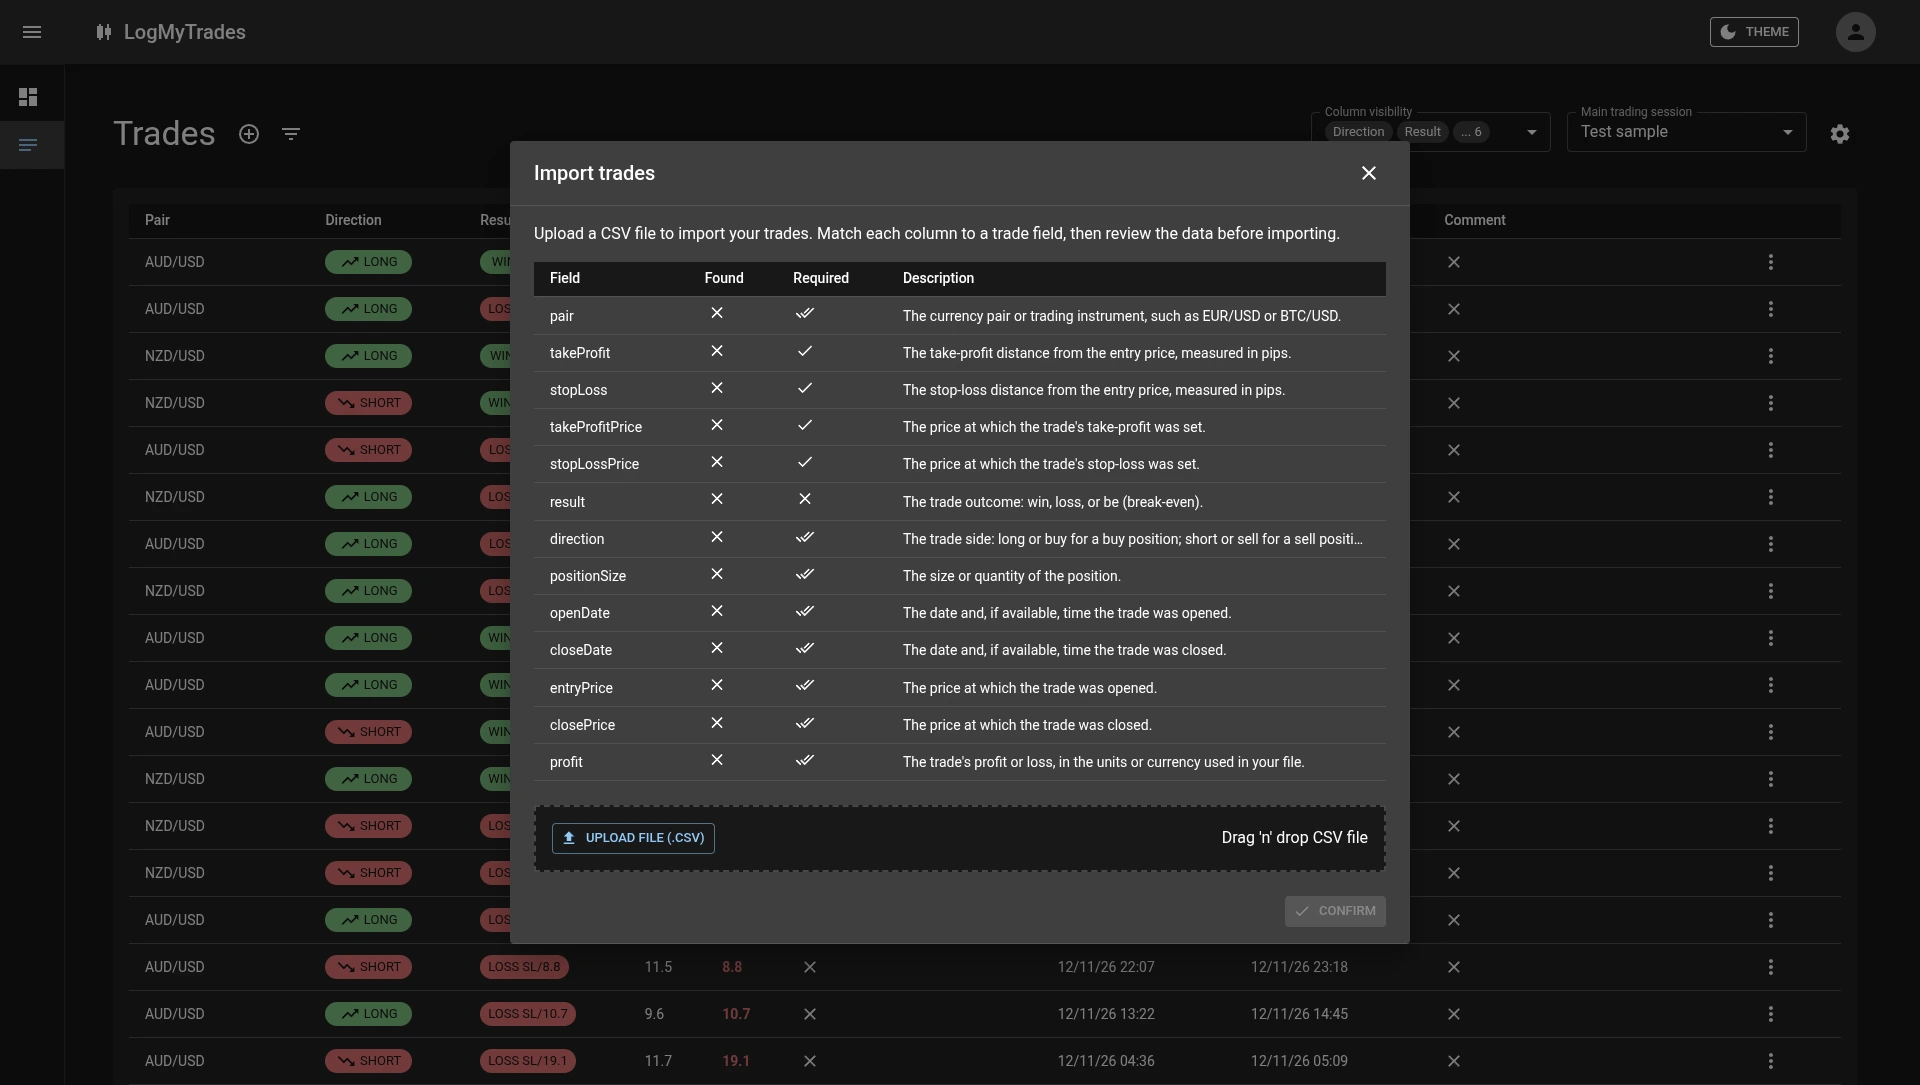 LogMyTrades
THEME
Trades
Column visibility
Direction Result ... 6
Main trading session
Test sample
Import trades
Upload a CSV file to import your trades. Match each column to a trade field, then review the data before importing.
Field Found Required Description
pair The currency pair or trading instrument, such as EUR/USD or BTC/USD.
takeProfit The take-profit distance from the entry price, measured in pips.
stopLoss The stop-loss distance from the entry price, measured in pips.
takeProfitPrice The price at which the trade's take-profit was set.
stopLossPrice The price at which the trade's stop-loss was set.
result The trade outcome: win, loss, or be (break-even).
direction The trade side: long or buy for a buy position; short or sell for a sell positi...
positionSize The size or quantity of the position.
openDate The date and, if available, time the trade was opened.
closeDate The date and, if available, time the trade was closed.
entryPrice The price at which the trade was opened.
closePrice The price at which the trade was closed.
profit The trade's profit or loss, in the units or currency used in your file.
UPLOAD FILE (.CSV) Drag 'n' drop CSV file
CONFIRM
Pair Direction Comment
AUD/USD LONG
AUD/USD LONG
NZD/USD LONG
NZD/USD SHORT
AUD/USD SHORT
NZD/USD LONG
AUD/USD LONG
NZD/USD LONG
AUD/USD LONG
AUD/USD LONG
AUD/USD SHORT
NZD/USD LONG
NZD/USD SHORT
NZD/USD SHORT
AUD/USD LONG
AUD/USD SHORT LOSS SL/8.8 11.5 8.8 12/11/26 22:07 12/11/26 23:18
AUD/USD LONG LOSS SL/10.7 9.6 10.7 12/11/26 13:22 12/11/26 14:45
AUD/USD SHORT LOSS SL/19.1 11.7 19.1 12/11/26 04:36 12/11/26 05:09